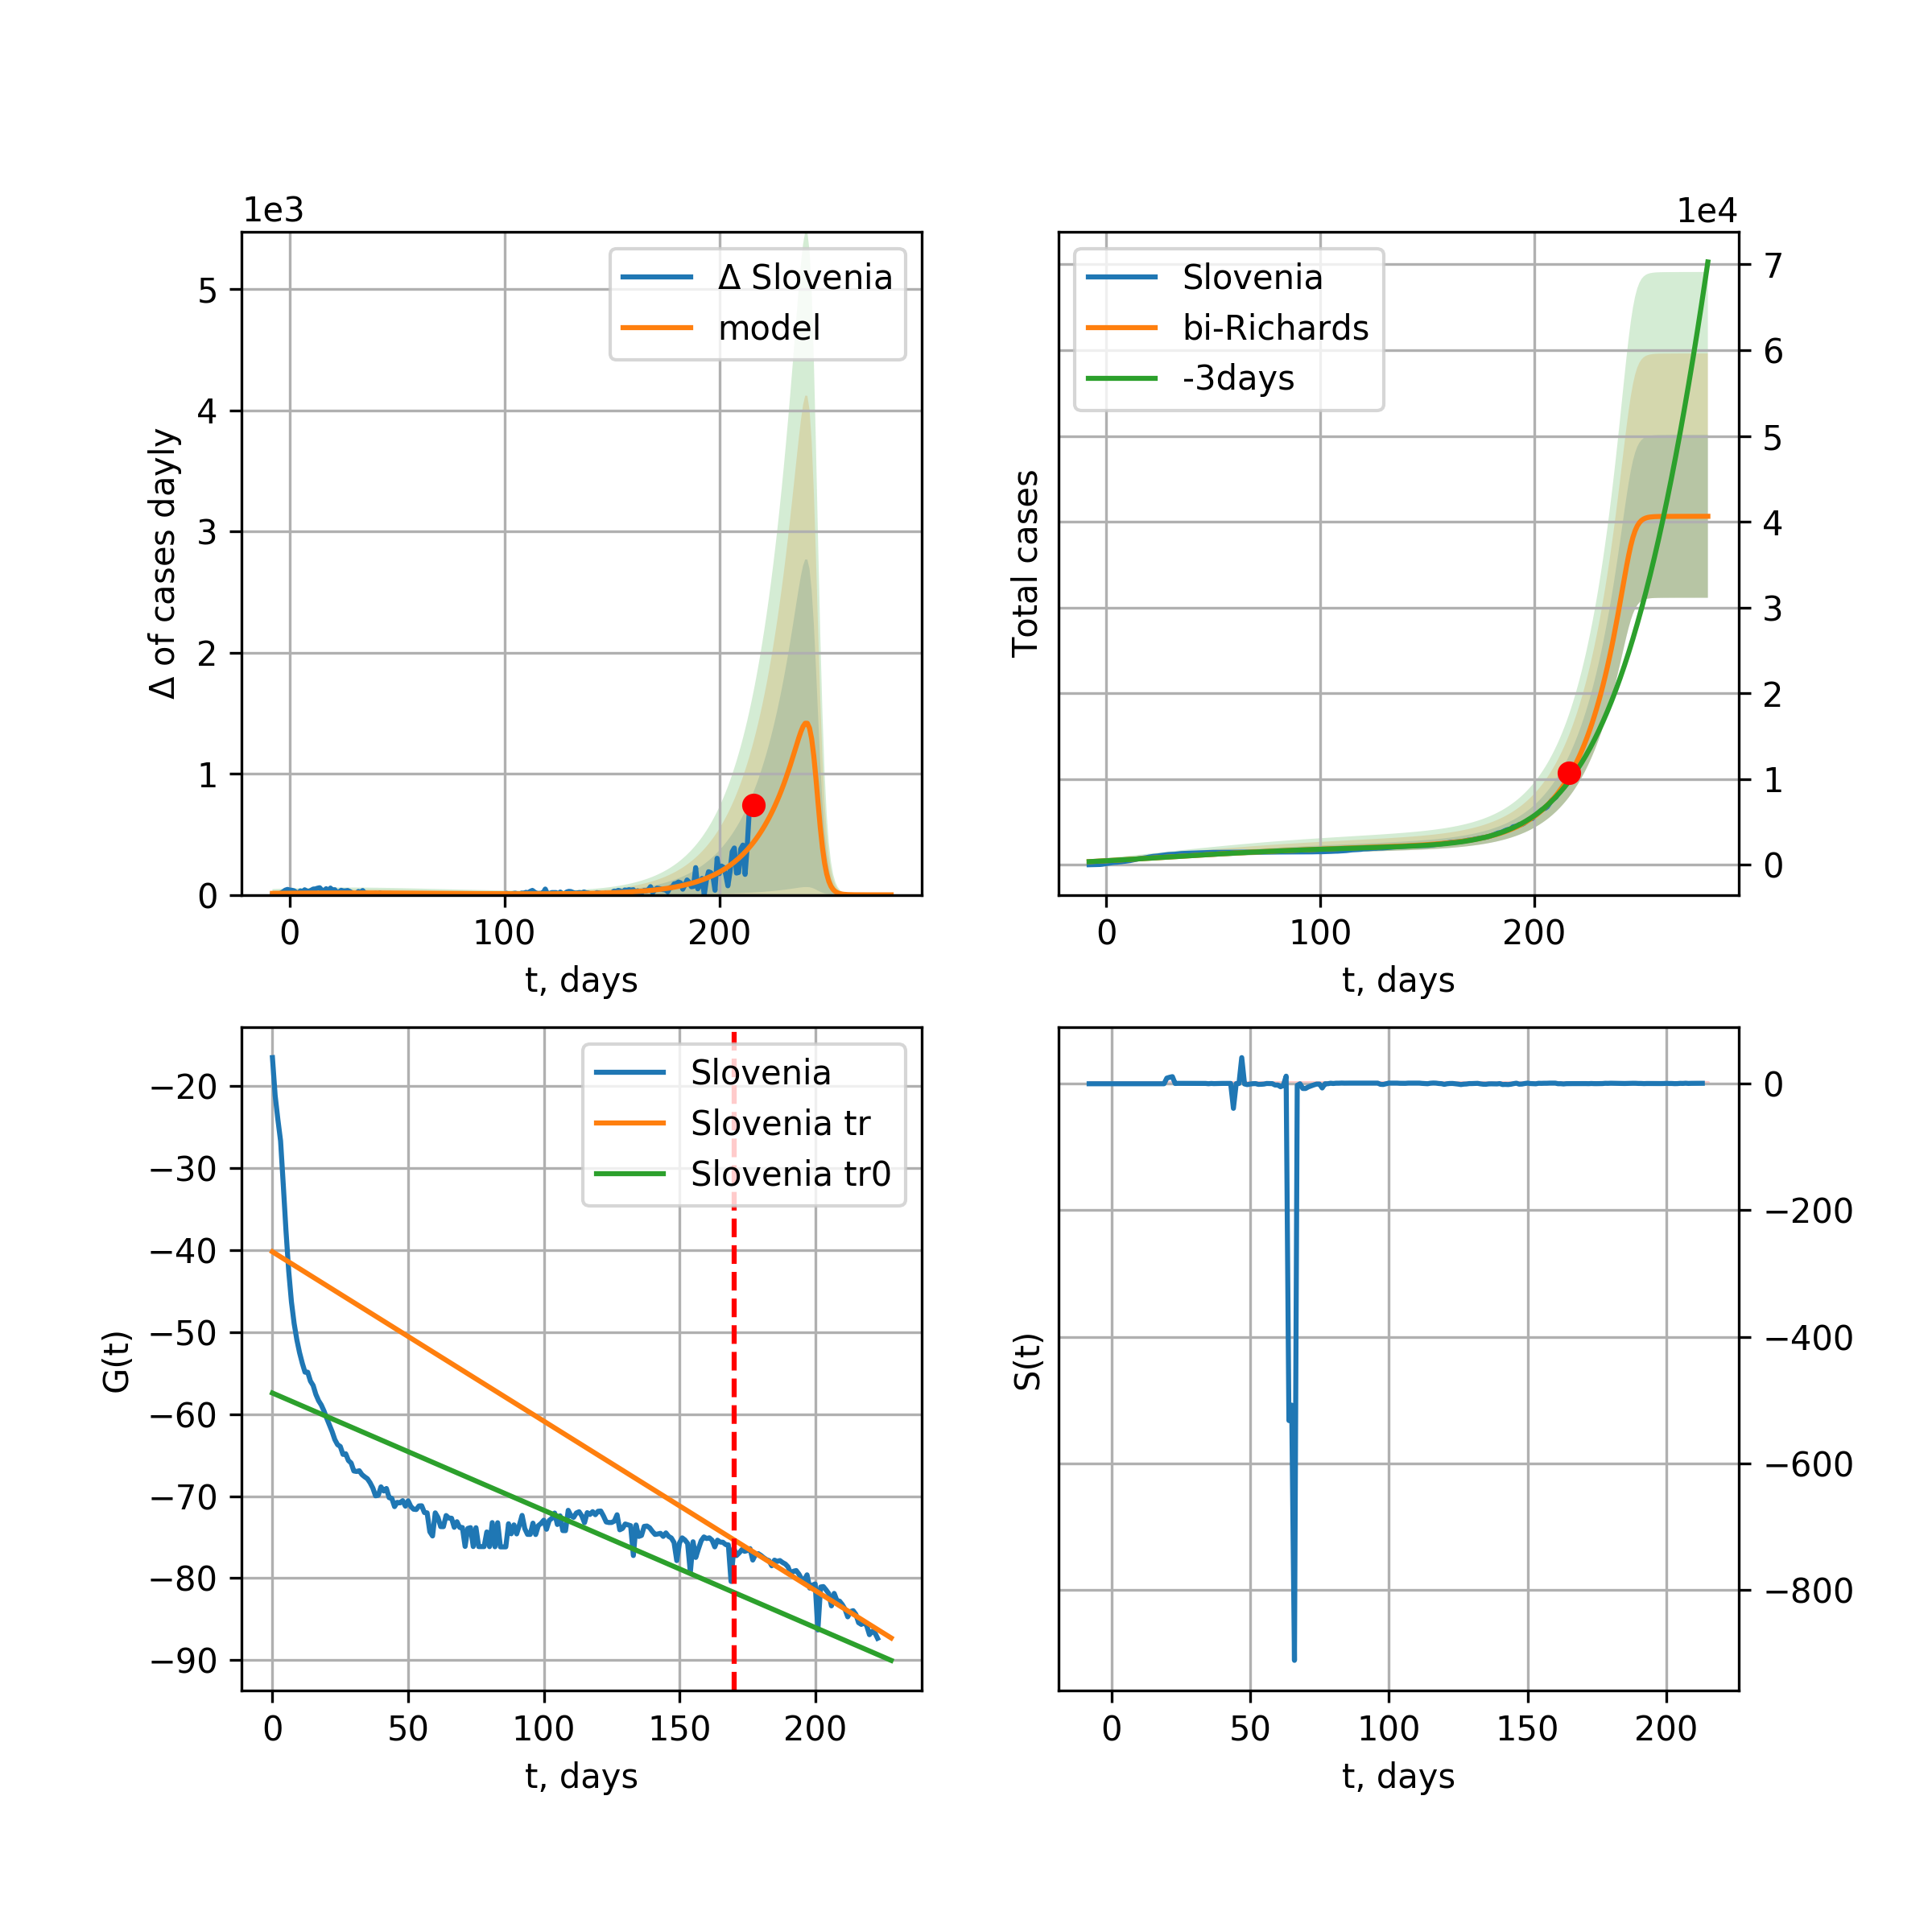 1e3
Δ of cases dayly
5
4
3
2
1
0
0 100 200
t, days
Δ Slovenia
model
1e4
Total cases
7
6
5
4
3
2
1
0
0 100 200
t, days
Slovenia
bi-Richards
-3days
G(t)
−20
−30
−40
−50
−60
−70
−80
−90
0 50 100 150 200
t, days
Slovenia
Slovenia tr
Slovenia tr0
S(t)
0
−200
−400
−600
−800
0 50 100 150 200
t, days